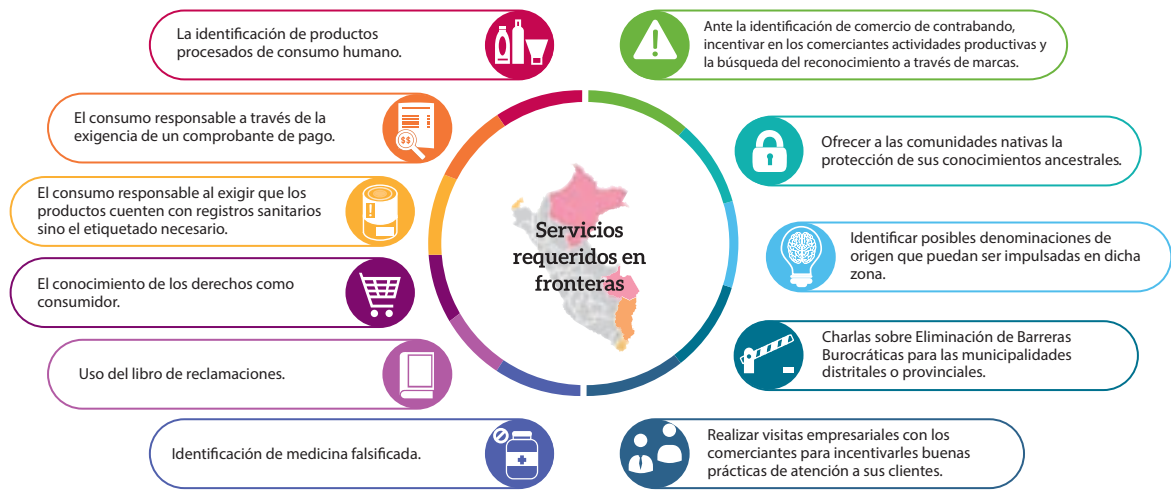 La identificación de productos
procesados de consumo humano.
El consumo responsable a través de la
exigencia de un comprobante de pago.
$$
El consumo responsable al exigir que los
productos cuenten con registros sanitarios
sino el etiquetado necesario.
El conocimiento de los derechos como
consumidor.
Uso del libro de reclamaciones.
Identificación de medicina falsificada.
Servicios
requeridos en
fronteras
Ante la identificación de comercio de contrabando,
incentivar en los comerciantes actividades productivas y
la búsqueda del reconocimiento a través de marcas.
Ofrecer a las comunidades nativas la
protección de sus conocimientos ancestrales.
Identificar posibles denominaciones de
origen que puedan ser impulsadas en dicha
zona.
Charlas sobre Eliminación de Barreras
Burocráticas para las municipalidades
distritales o provinciales.
Realizar visitas empresariales con los
comerciantes para incentivarles buenas
prácticas de atención a sus clientes.